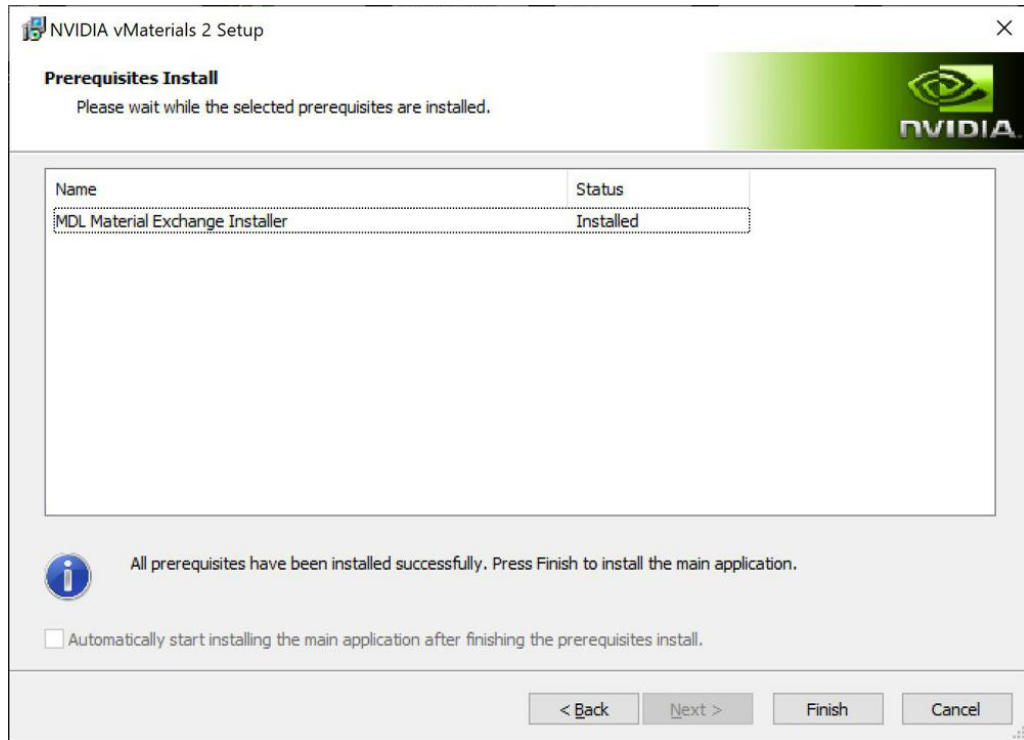 NVIDIA vMaterials 2 Setup
Prerequisites Install
Please wait while the selected prerequisites are installed.
NVIDIA.
Name Status
MDL Material Exchange Installer Installed
All prerequisites have been installed successfully. Press Finish to install the main application.
Automatically start installing the main application after finishing the prerequisites install.
< Back Next > Finish Cancel